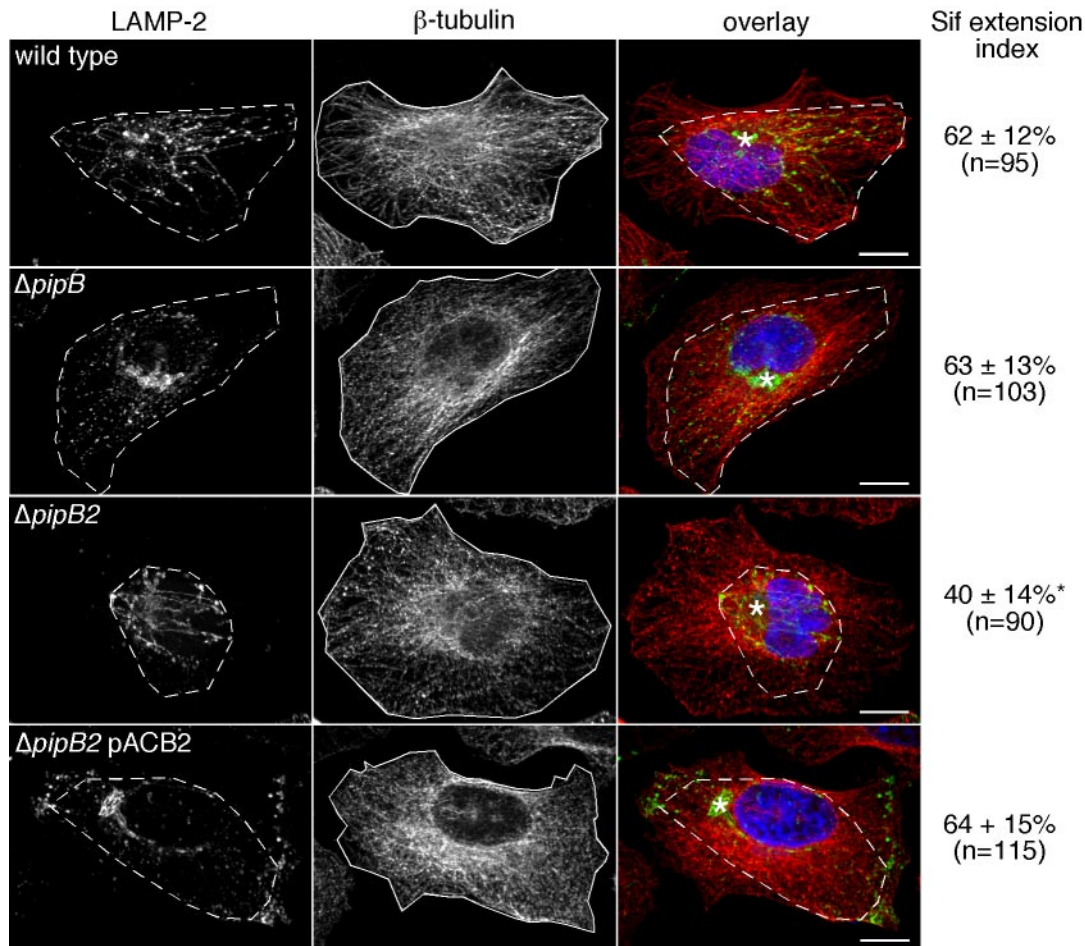 LAMP-2
β-tubulin
overlay
Sif extension
index
wild type
*
62 ± 12%
(n=95)
ΔpipB
*
63 ± 13%
(n=103)
ΔpipB2
*
40 ± 14%*
(n=90)
ΔpipB2 pACB2
*
64 + 15%
(n=115)